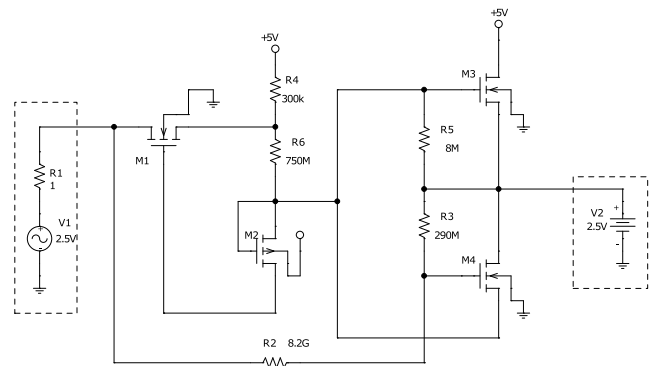 +5V
+5V
R4
300k
M3
R1
1
M1
R6
750M
R5
8M
V1
2.5V
M2
R3
290M
V2
+
2.5V
-
M4
R2 8.2G